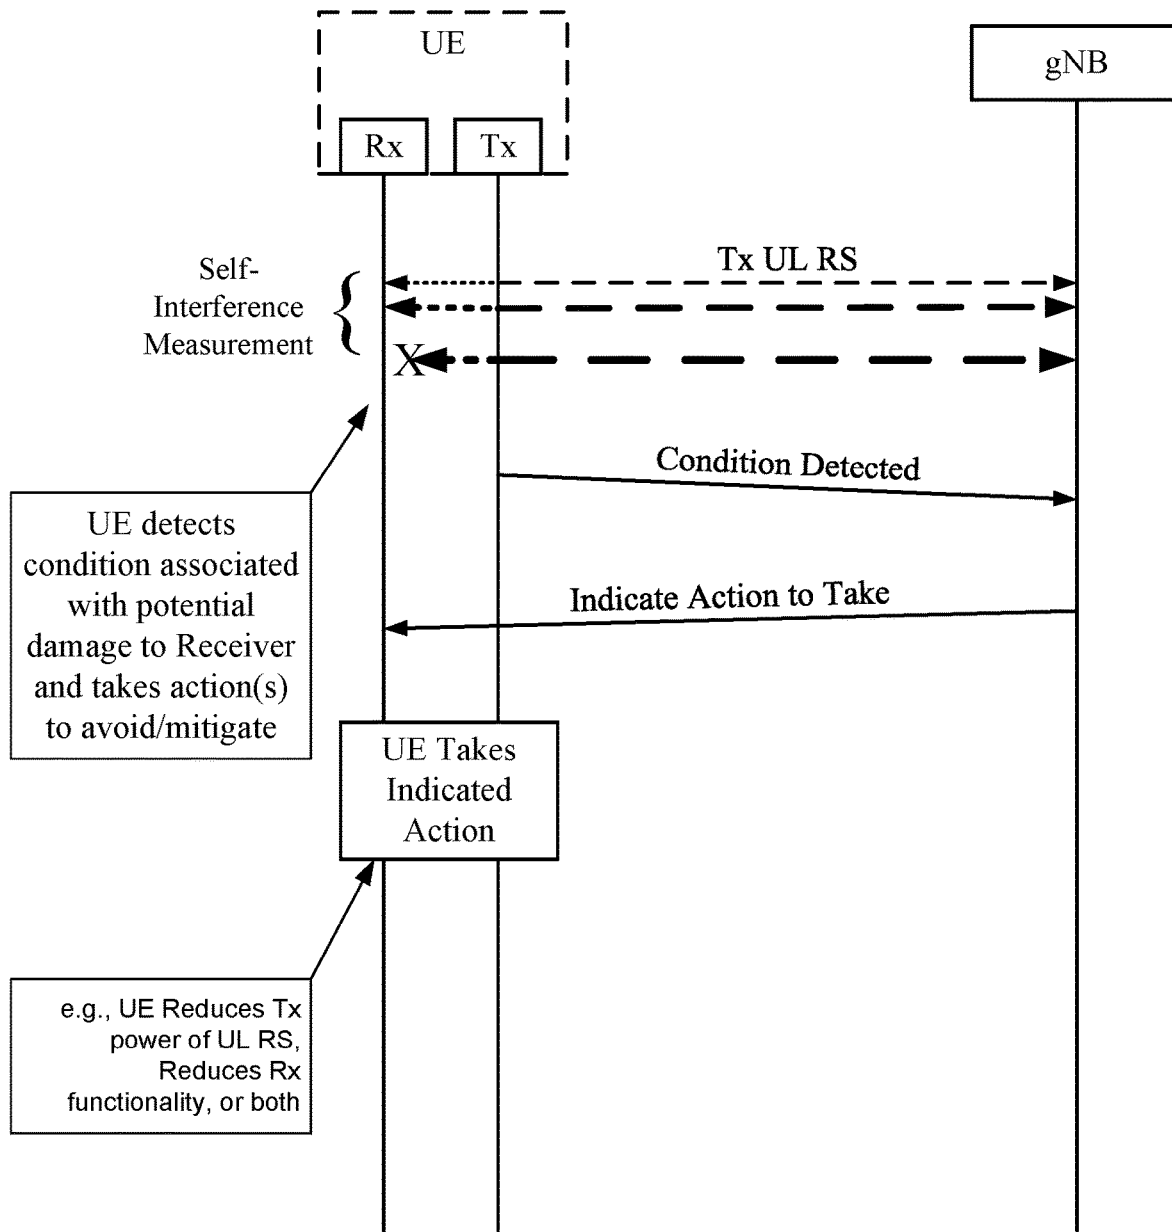 UE
gNB
Rx
Tx
Tx UL RS
Self-
Interference
Measurement
X
Condition Detected
UE detects
condition associated
with potential
damage to Receiver
and takes action(s)
to avoid/mitigate
Indicate Action to Take
UE Takes
Indicated
Action
e.g., UE Reduces Tx
power of UL RS,
Reduces Rx
functionality, or both